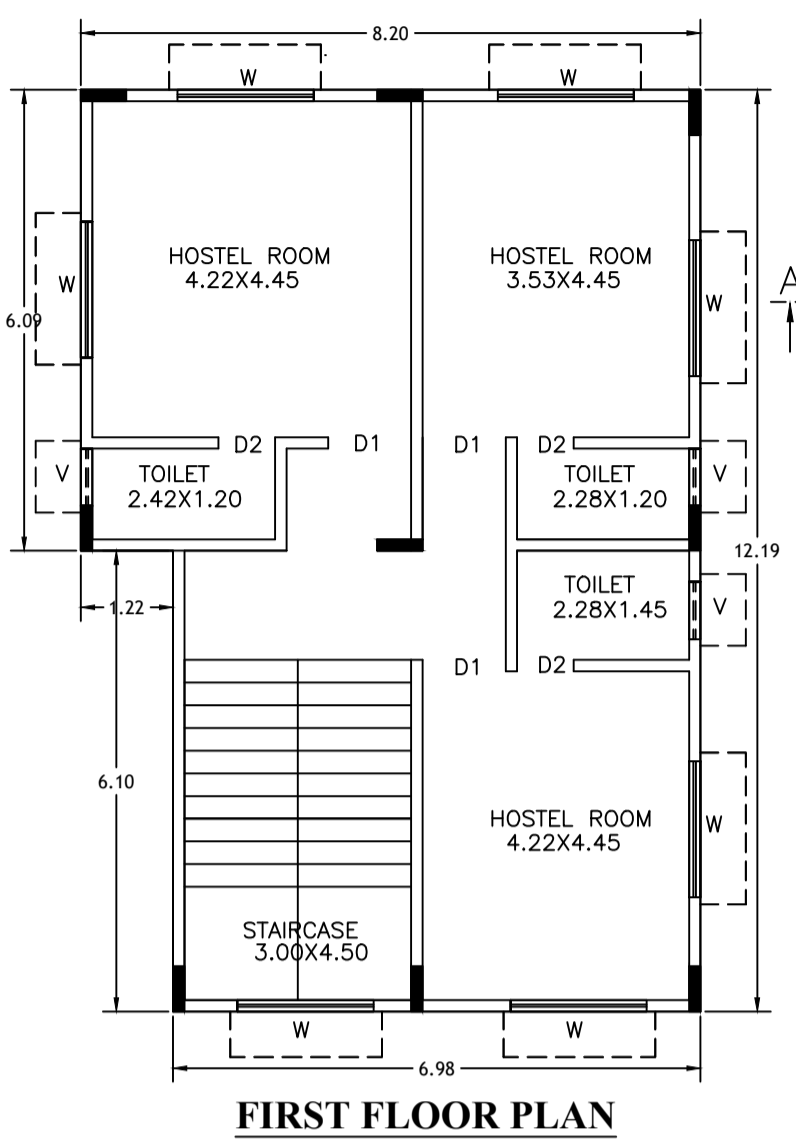 8.20
W
W
HOSTEL ROOM
4.22X4.45
HOSTEL ROOM
3.53X4.45
W
W
A
6.09
D2
D1
D1
D2
V
TOILET
2.42X1.20
TOILET
2.28X1.20
V
12.19
TOILET
2.28X1.45
V
1.22
D1
D2
6.10
HOSTEL ROOM
4.22X4.45
W
STAIRCASE
3.00X4.50
W
W
6.98
FIRST FLOOR PLAN